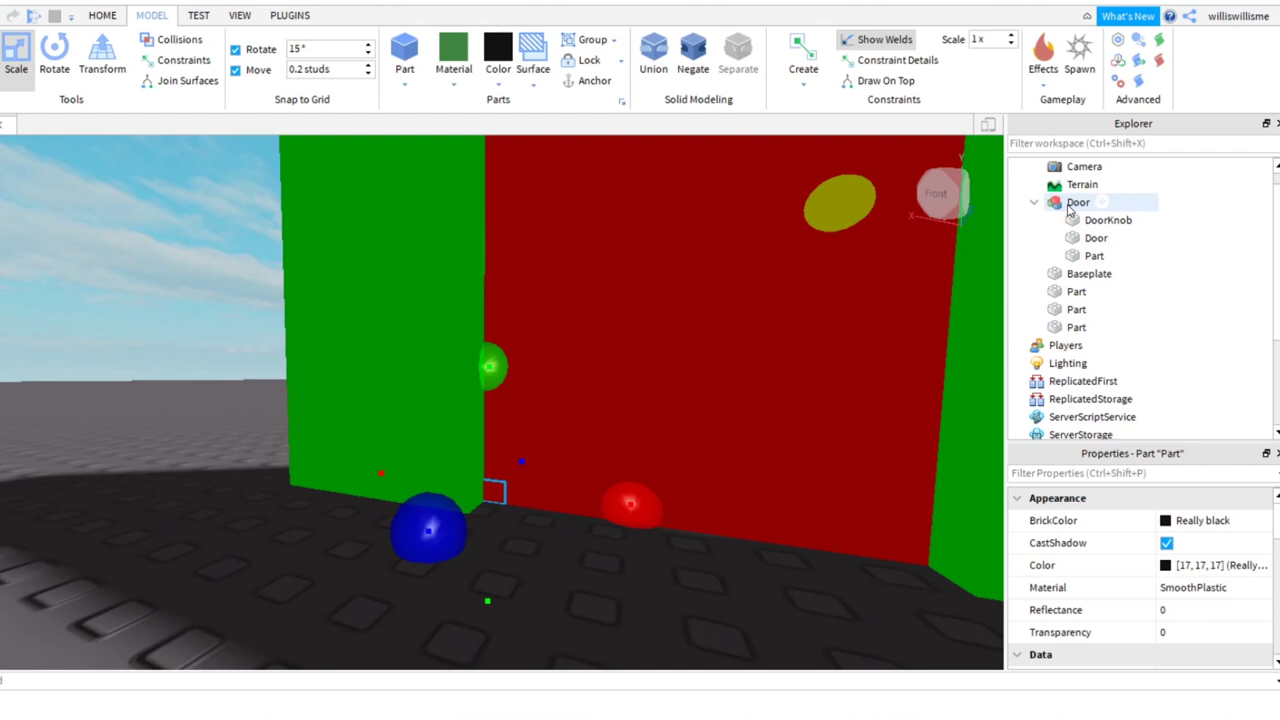 HOME MODEL TEST VIEW PLUGINS What's New willliswillisme
Scale Rotate Transform
Collisions
Constraints
Join Surfaces
Tools
Rotate 15°
Move 0.2 studs
Snap to Grid
Part Material Color Surface
Group
Lock
Anchor
Parts
Union Negate Separate
Solid Modeling
Create
Show Welds Scale 1x
Constraint Details
Draw On Top
Constraints
Effects Spawn
Gameplay
Advanced
Explorer
Filter workspace (Ctrl+Shift+X)
Camera
Terrain
Door
DoorKnob
Door
Part
Baseplate
Part
Part
Part
Players
Lighting
ReplicatedFirst
ReplicatedStorage
ServerScriptService
ServerStorage
Y
Front
X
Properties - Part "Part"
Filter Properties (Ctrl+Shift+P)
Appearance
BrickColor Really black
CastShadow
Color [17, 17, 17] (Really...
Material SmoothPlastic
Reflectance 0
Transparency 0
Data